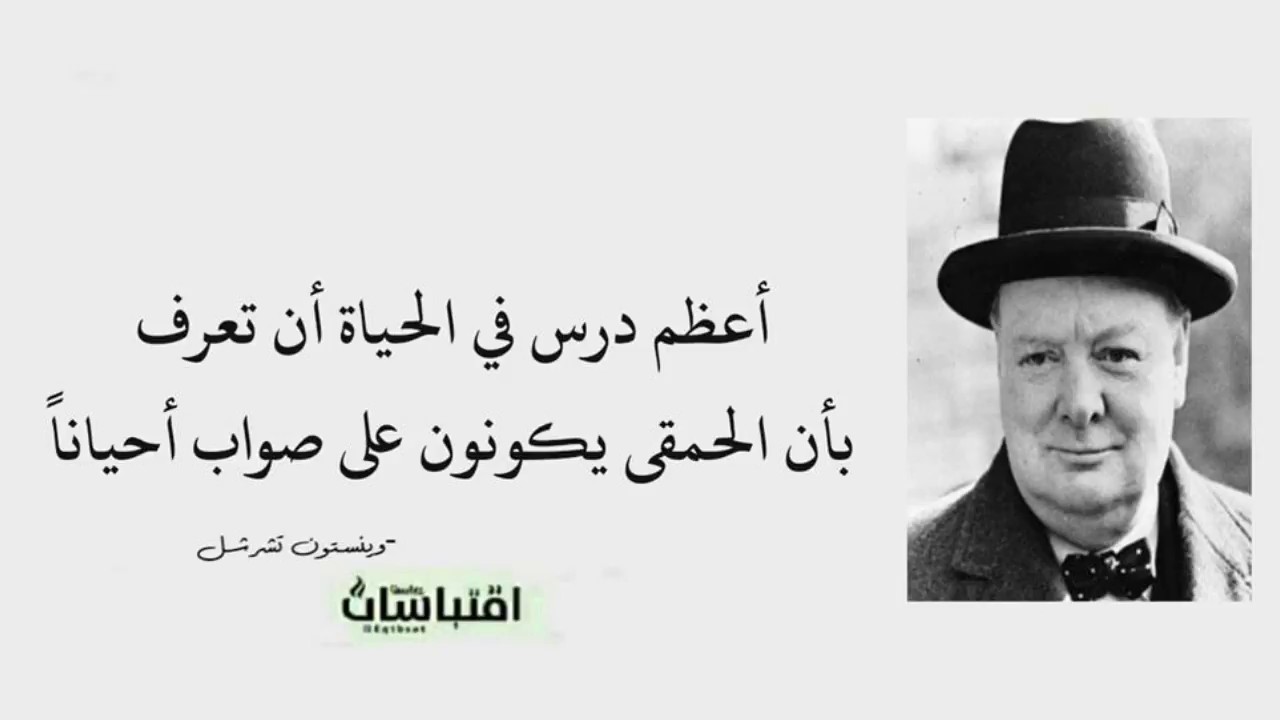 أعظم درس في الحياة أن تعرف
بأن الحمقى يكونون على صواب أحياناً
-وينستون تشرشل
اقتباسات